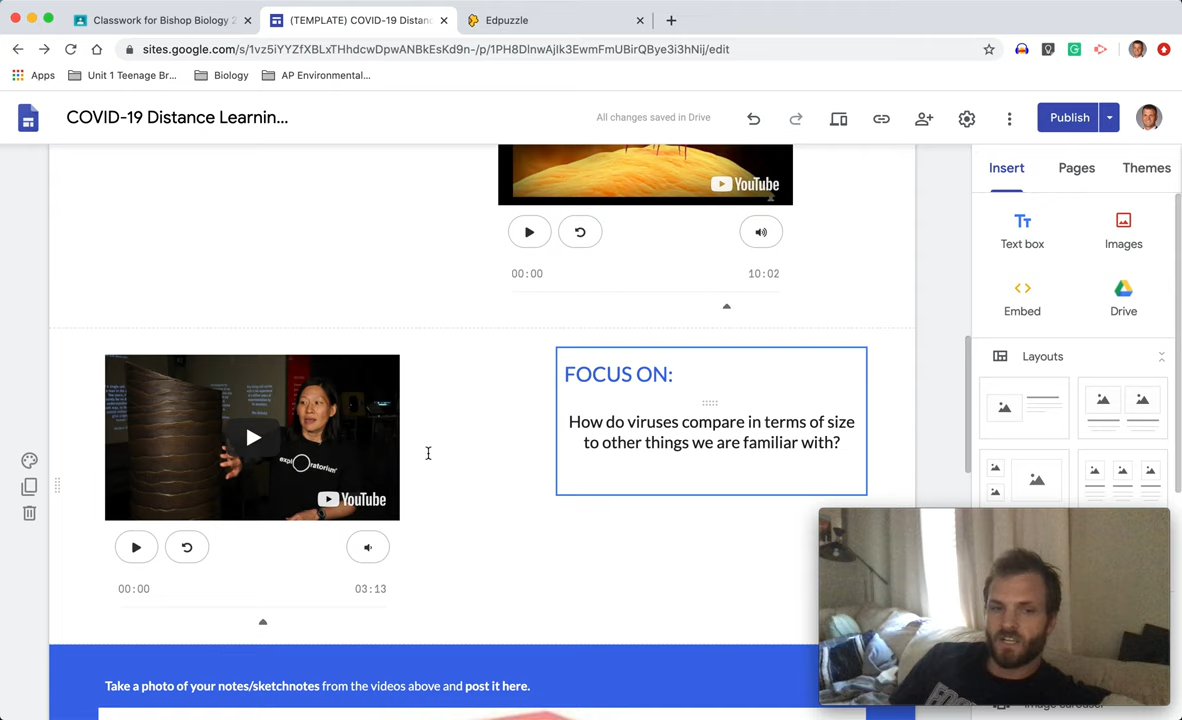 Classwork for Bishop Biology 2
(TEMPLATE) COVID-19 Distanc
Edpuzzle
sites.google.com/s/1vz5iYYZfXBLxTHhdcwDpwANBkEsKd9n-/p/1PH8DlnwAjlk3EwmFmUBirQBye3i3hNij/edit
Apps
Unit 1 Teenage Br...
Biology
AP Environmental...
COVID-19 Distance Learnin...
All changes saved in Drive
Publish
Insert
Pages
Themes
YouTube
Text box
Images
00:00
10:02
Embed
Drive
Layouts
FOCUS ON:
How do viruses compare in terms of size
to other things we are familiar with?
expl oratorium
YouTube
00:00
03:13
Take a photo of your notes/sketchnotes from the videos above and post it here.